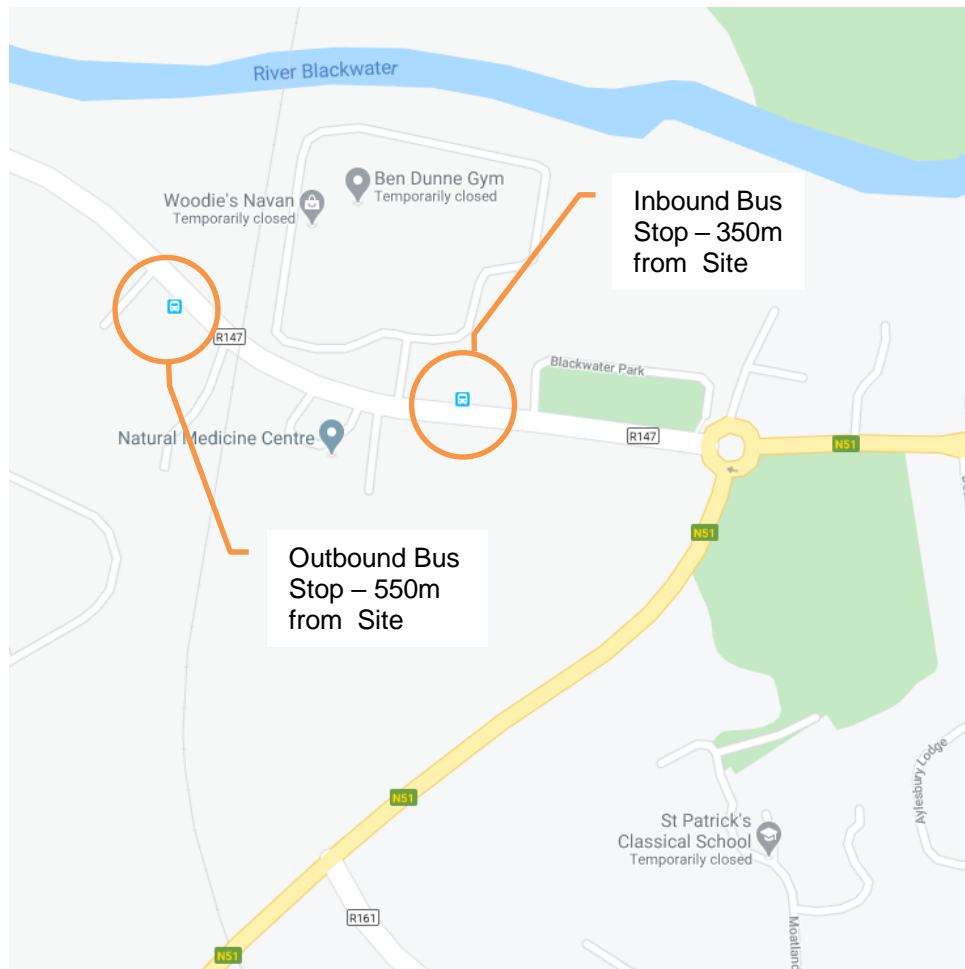 River Blackwater
Ben Dunne Gym
Temporarily closed
Woodie's Navan
Temporarily closed
Inbound Bus
Stop – 350m
from Site
R147
Blackwater Park
Natural Medicine Centre
R147
N51
N51
Outbound Bus
Stop – 550m
from Site
Aylesbury Lodge
N51
St Patrick's
Classical School
Temporarily closed
R161
Moatland
N51